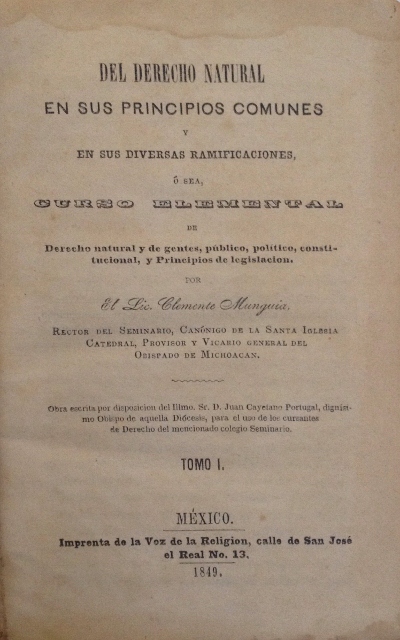 DEL DERECHO NATURAL
EN SUS PRINCIPIOS COMUNES
Y
EN SUS DIVERSAS RAMIFICACIONES,
Ó SEA,
CURSO ELEMENTAL
DE
Derecho natural y de gentes, público, político, consti-
tucional, y Principios de legislacion.
POR
El Lic. Clemente Munguia,
RECTOR DEL SEMINARIO, CANÓNIGO DE LA SANTA IGLESIA
CATEDRAL, PROVISOR Y VICARIO GENERAL DEL
OBISPADO DE MICHOACAN.
Obra escrita por disposicion del Illmo. Sr. D. Juan Cayetano Portugal, dignisi-
mo Obispo de aquella Diócesis, para el uso de los cursantes
de Derecho del mencionado colegio Seminario.
TOMO I.
MÉXICO.
Imprenta de la Voz de la Religion, calle de San José
el Real No. 13.
1849.